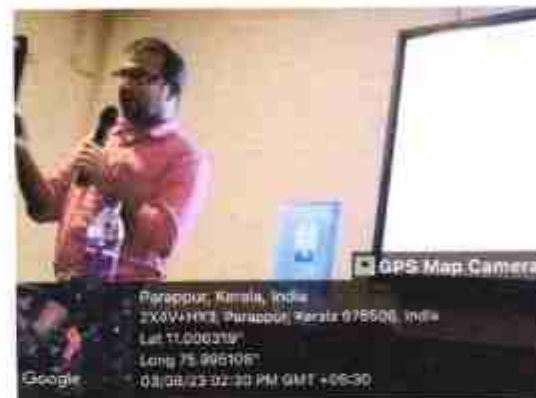 GPS Map Camera
Parappur, Kerala, India
2X4V+HX3, Parappur, Kerala 676506, India
Lat 11.006319°
Long 75.995106°
03/08/23 02:30 PM GMT +05:30
Google